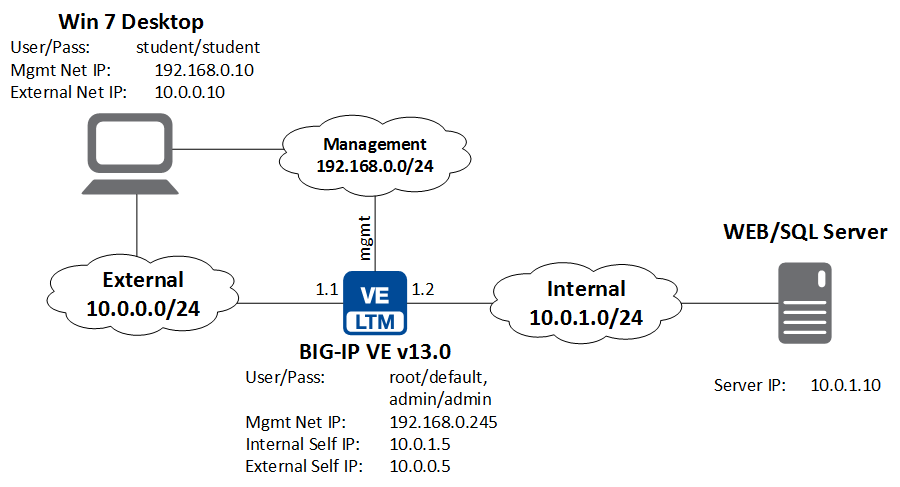 Win 7 Desktop
User/Pass: student/student
Mgmt Net IP: 192.168.0.10
External Net IP: 10.0.0.10
Management
192.168.0.0/24
mgmt
WEB/SQL Server
External
10.0.0.0/24
1.1
VE
LTM
1.2
Internal
10.0.1.0/24
BIG-IP VE v13.0
User/Pass: root/default,
admin/admin
Mgmt Net IP: 192.168.0.245
Internal Self IP: 10.0.1.5
External Self IP: 10.0.0.5
Server IP: 10.0.1.10